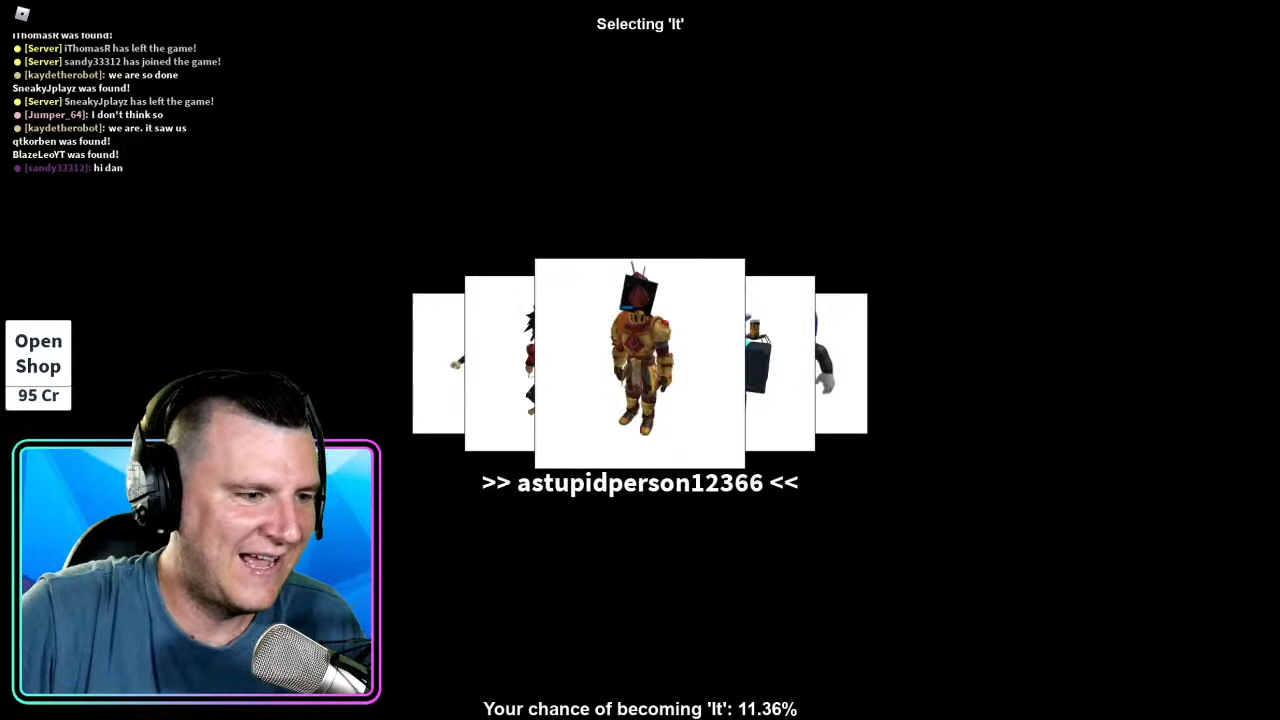 iThomasR was found!
[Server] iThomasR has left the game!
[Server] sandy33312 has joined the game!
[kaydetherobot]: we are so done
SneakyJplayz was found!
[Server] SneakyJplayz has left the game!
[Jumper_64]: I don't think so
[kaydetherobot]: we are. it saw us
qtkorben was found!
BlazeLeoYT was found!
[sandy33312]: hi dan
Selecting 'It'
Open
Shop
95 Cr
>> astupidperson12366 <<
Your chance of becoming 'It': 11.36%